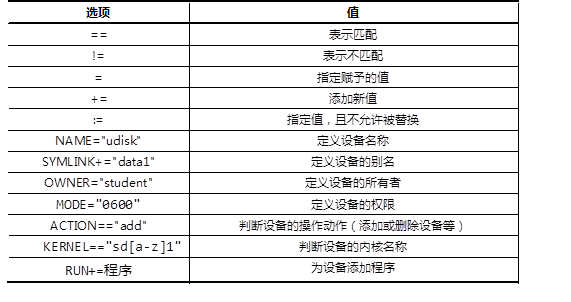 选项 值
== 表示匹配
!= 表示不匹配
= 指定赋予的值
+= 添加新值
:= 指定值，且不允许被替换
NAME="udisk" 定义设备名称
SYMLINK+="data1" 定义设备的别名
OWNER="student" 定义设备的所有者
MODE="0600" 定义设备的权限
ACTION=="add" 判断设备的操作动作（添加或删除设备等）
KERNEL=="sd[a-z]1" 判断设备的内核名称
RUN+=程序 为设备添加程序